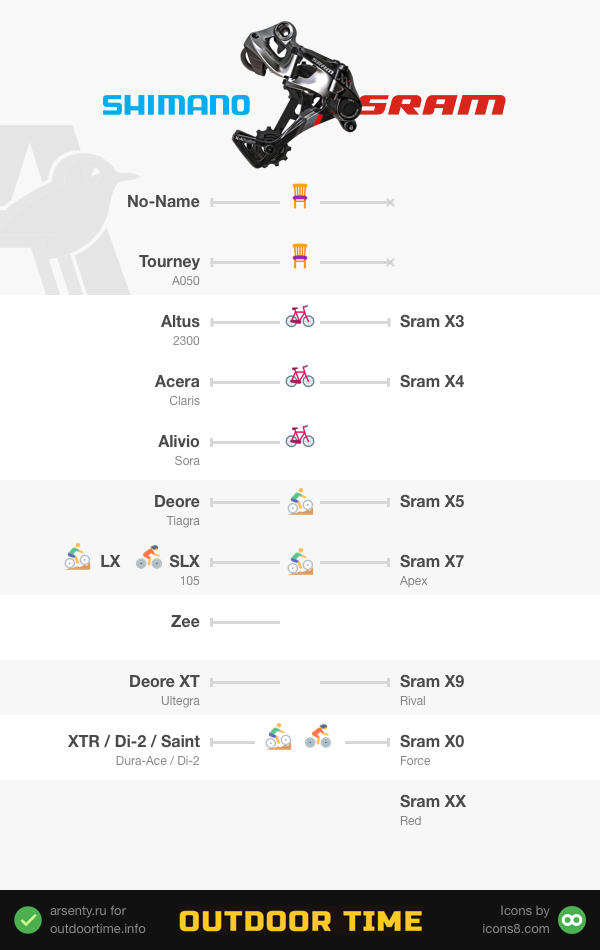 SHIMANO
SRAM
No-Name
Tourney
A050
Altus
Sram X3
2300
Acera
Sram X4
Claris
Alivio
Sora
Deore
Sram X5
Tiagra
LX
SLX
Sram X7
105
Apex
Zee
Deore XT
Sram X9
Ultegra
Rival
XTR / Di-2 / Saint
Sram X0
Dura-Ace / Di-2
Force
Sram XX
Red
arsenty.ru for
outdoortime.info
OUTDOOR TIME
Icons by
icons8.com